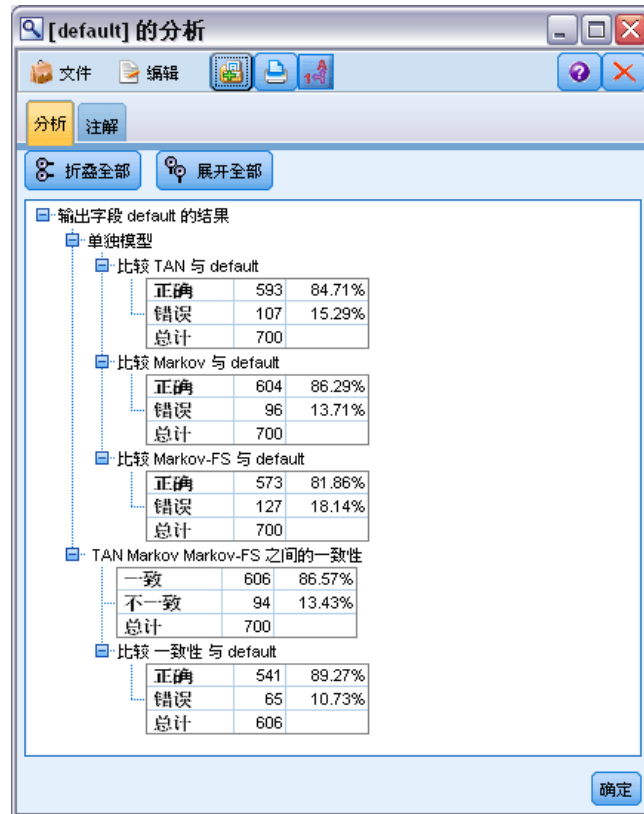 [default] 的分析
文件 编辑
分析 注解
折叠全部 展开全部
输出字段 default 的结果
单独模型
比较 TAN 与 default
正确 593 84.71%
错误 107 15.29%
总计 700
比较 Markov 与 default
正确 604 86.29%
错误 96 13.71%
总计 700
比较 Markov-FS 与 default
正确 573 81.86%
错误 127 18.14%
总计 700
TAN Markov Markov-FS 之间的一致性
一致 606 86.57%
不一致 94 13.43%
总计 700
比较 一致性 与 default
正确 541 89.27%
错误 65 10.73%
总计 606
确定